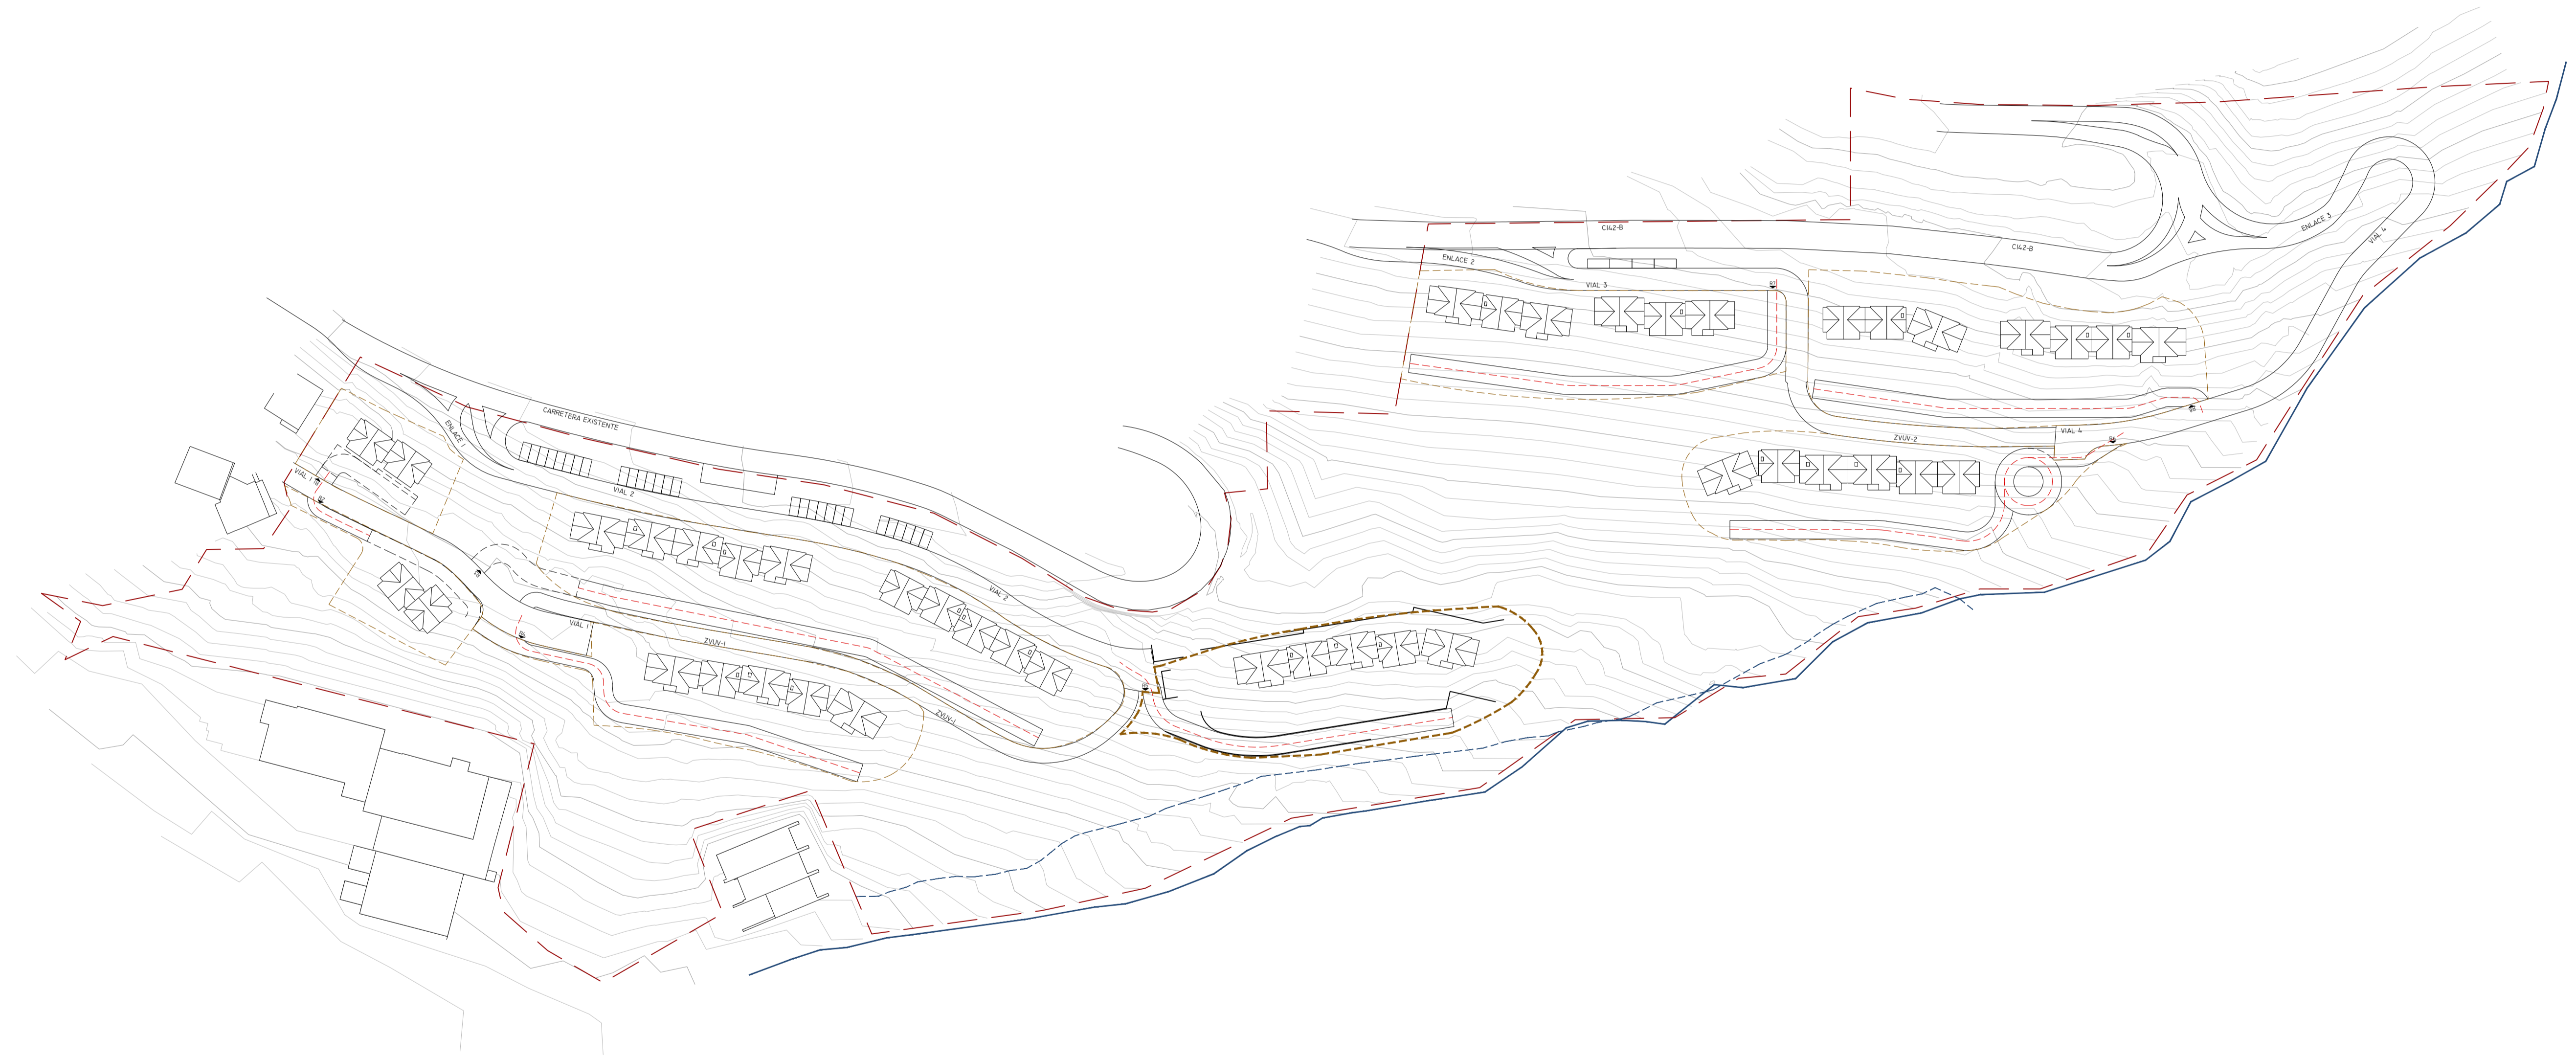 C142-B
C142-B
ENLACE 3
VIAL 4
ENLACE 2
VIAL 3
CARRETERA EXISTENTE
ENLACE 1
VIAL 4
ZVUV-2
VIAL 1
VIAL 2
VIAL 2
VIAL 1
ZVUV-1
ZVUV-1